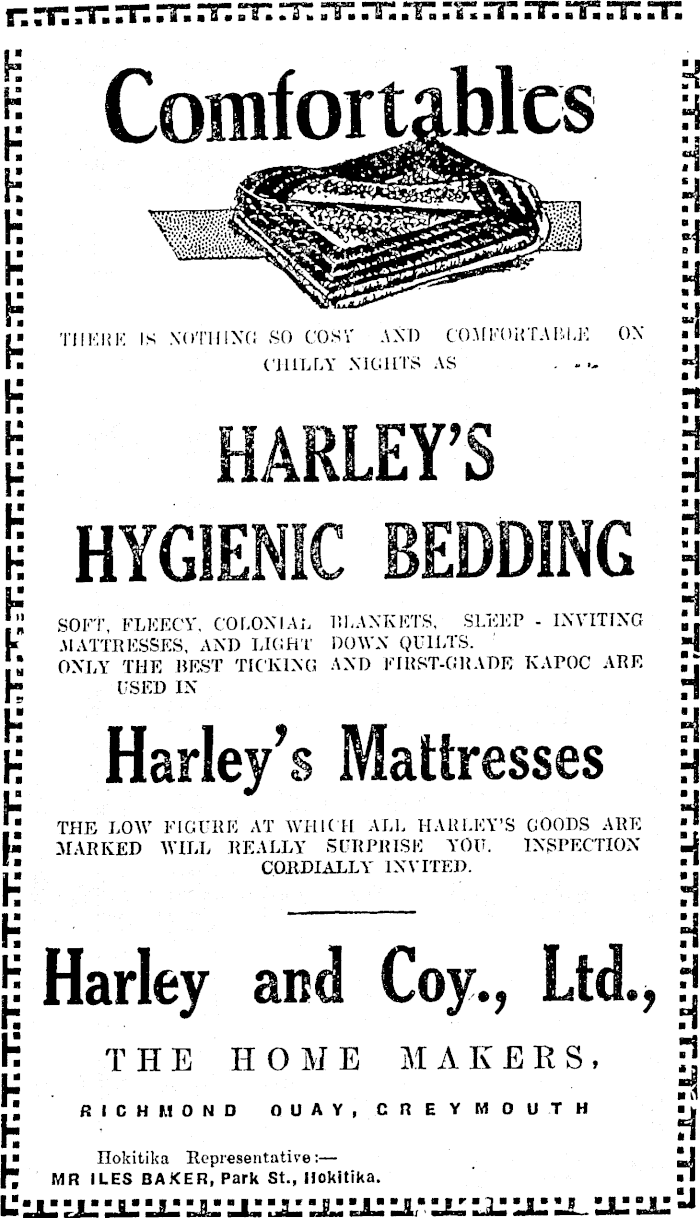 Comfortables
THERE IS NOTHING SO COSY AND COMFORTABLE ON
CHILLY NIGHTS AS
HARLEY'S
HYGIENIC BEDDING
SOFT, FLEECY, COLONIAL BLANKETS, SLEEP - INVITING
MATTRESSES, AND LIGHT DOWN QUILTS.
ONLY THE BEST TICKING AND FIRST-GRADE KAPOC ARE
USED IN
Harley's Mattresses
THE LOW FIGURE AT WHICH ALL HARLEY'S GOODS ARE
MARKED WILL REALLY SURPRISE YOU. INSPECTION
CORDIALLY INVITED.
Harley and Coy., Ltd.,
THE HOME MAKERS,
RICHMOND QUAY, GREYMOUTH
Hokitika Representative:—
MR ILES BAKER, Park St., Hokitika.